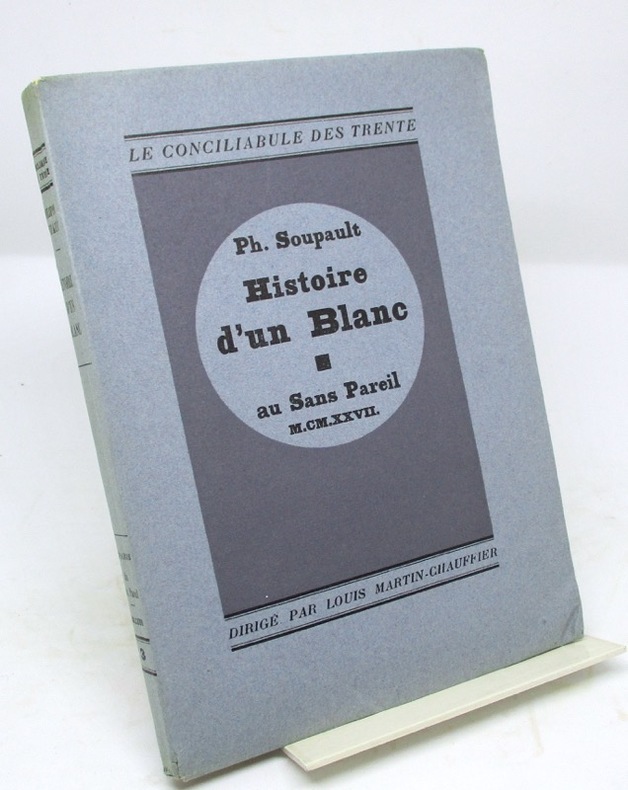 LE CONCILIABULE DES TRENTE
Ph. Soupault
Histoire
d'un Blanc
au Sans Pareil
M.CM.XXVII.
DIRIGÉ PAR LOUIS MARTIN-CHAUFFIER
3